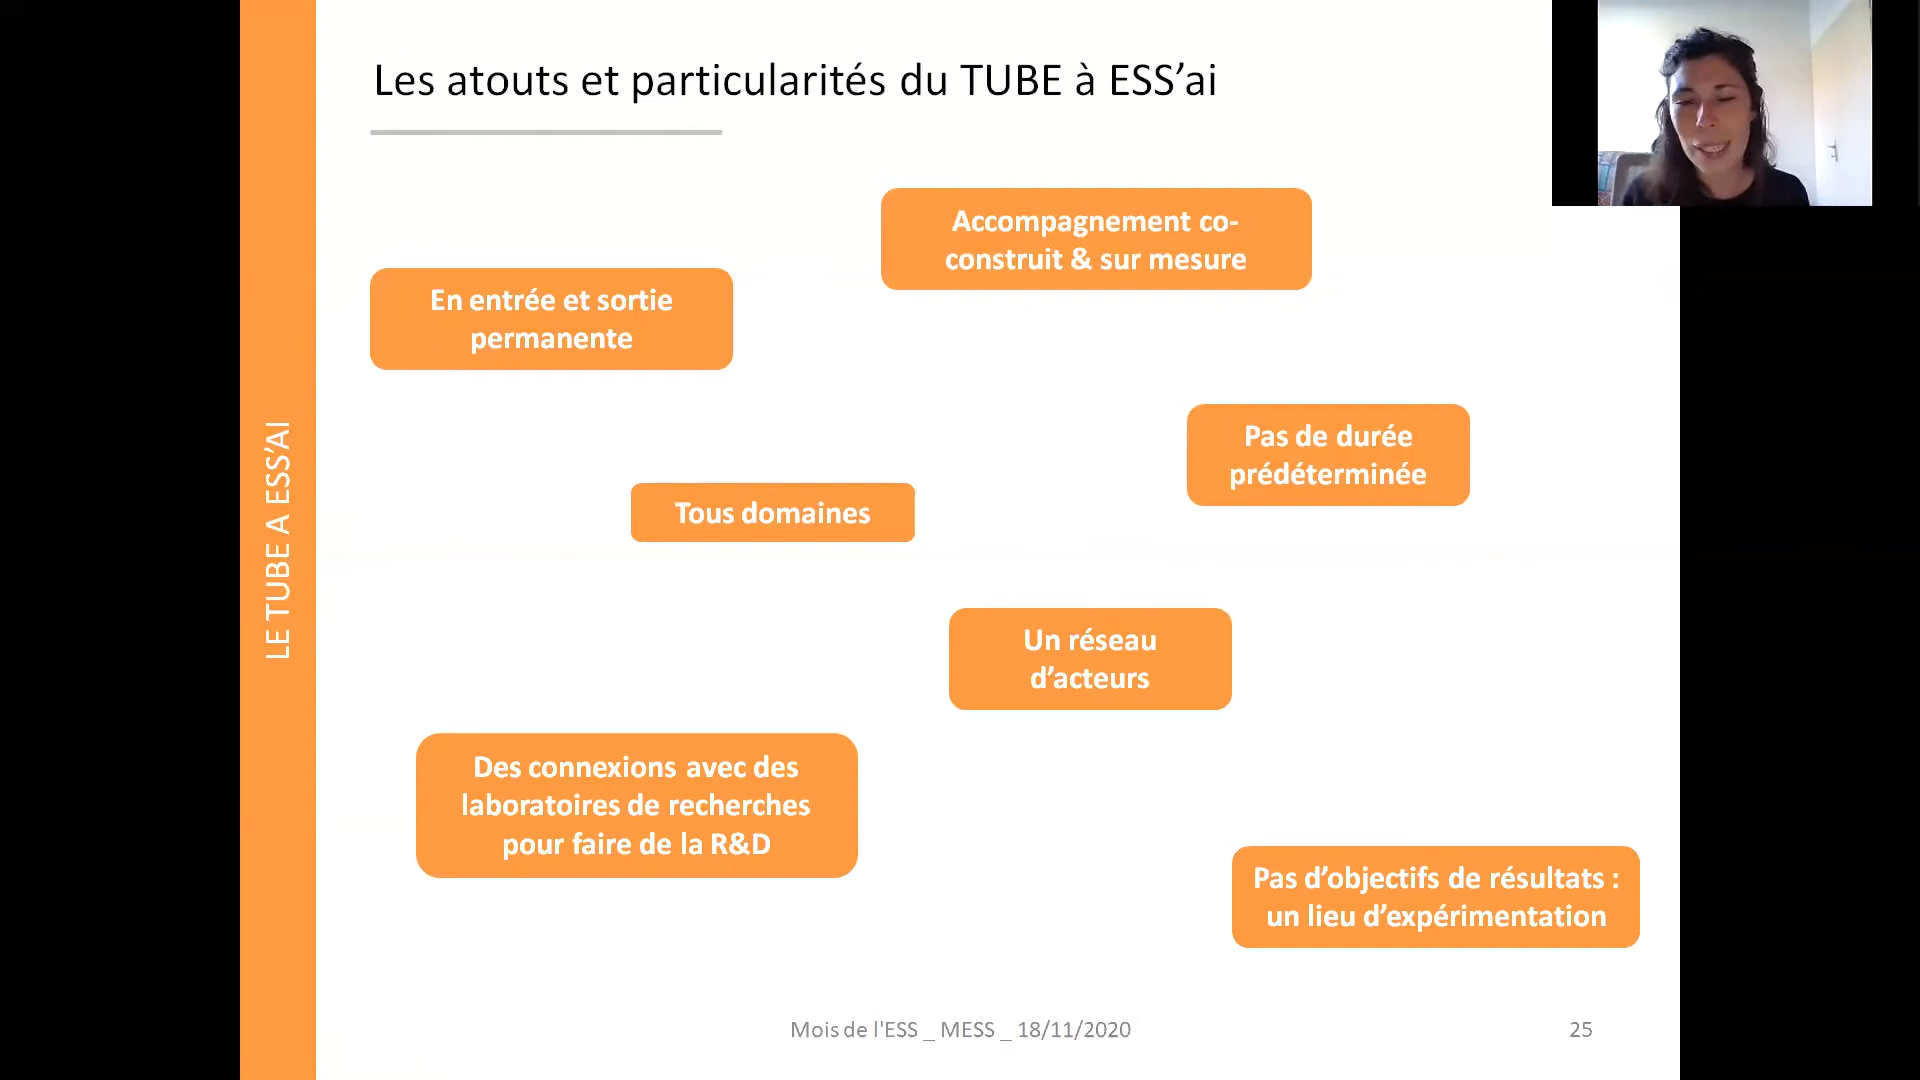 Les atouts et particularités du TUBE à ESS’ai
Accompagnement co-
construit & sur mesure
En entrée et sortie
permanente
Pas de durée
prédéterminée
Tous domaines
LE TUBE A ESS’AI
Un réseau
d’acteurs
Des connexions avec des
laboratoires de recherches
pour faire de la R&D
Pas d’objectifs de résultats :
un lieu d’expérimentation
Mois de l'ESS _ MESS _ 18/11/2020
25